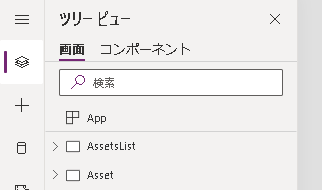 ツリー ビュー
画面 コンポーネント
検索
App
AssetsList
Asset